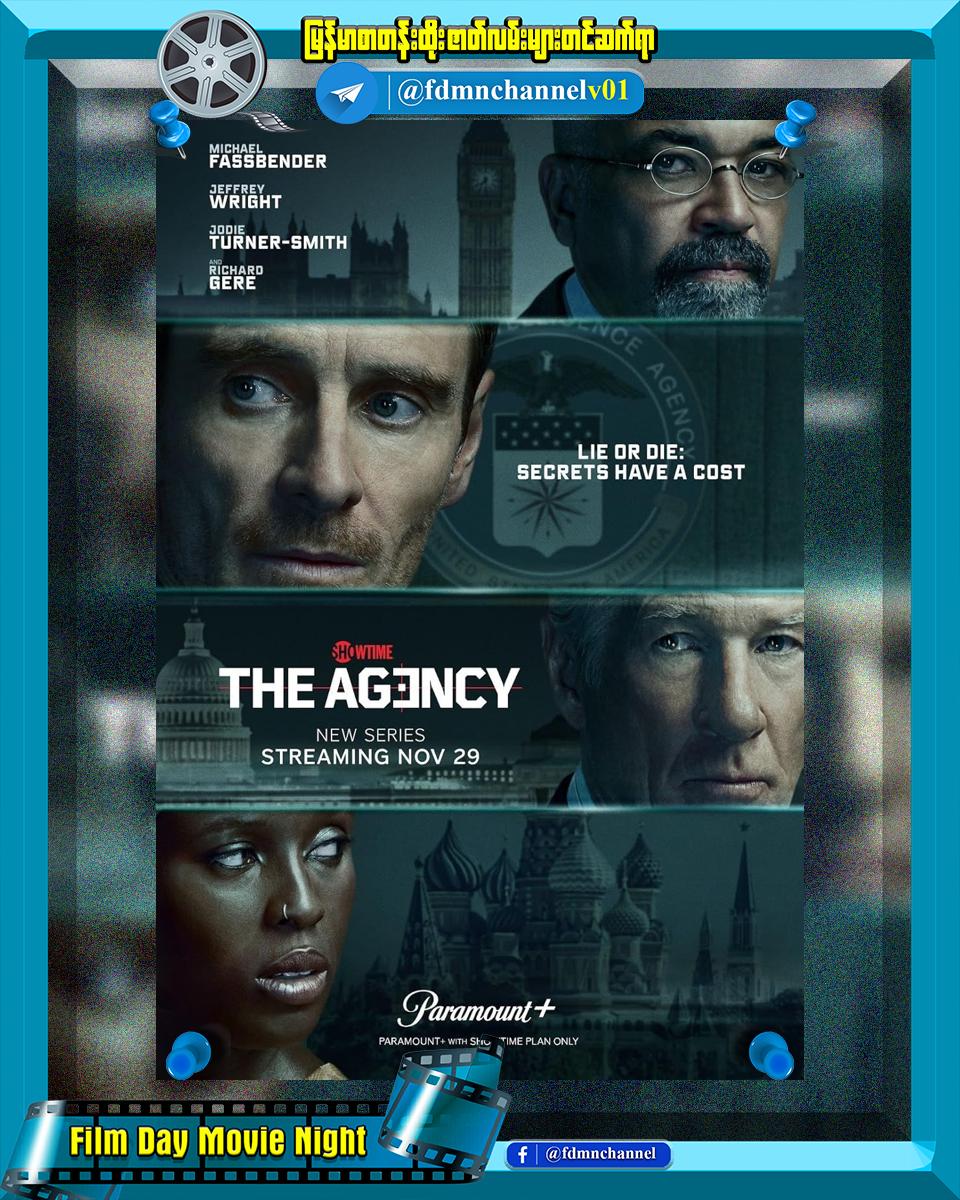 မြန်မာစာတန်းထိုးဇာတ်လမ်းများတင်ဆက်ရာ
@fdmnchannelv01
MICHAEL
FASSBENDER
JEFFREY
WRIGHT
JODIE
TURNER-SMITH
AND
RICHARD
GERE
LIE OR DIE:
SECRETS HAVE A COST
SHOWTIME
THE AGƎNCY
NEW SERIES
STREAMING NOV 29
Paramount+
PARAMOUNT+ WITH SHOWTIME PLAN ONLY
Film Day Movie Night
@fdmnchannel